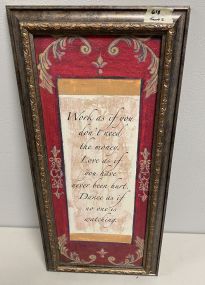 Work as if you
don't need
the money.
Love as if
you have
never been hurt.
Dance as if
no one is
watching.